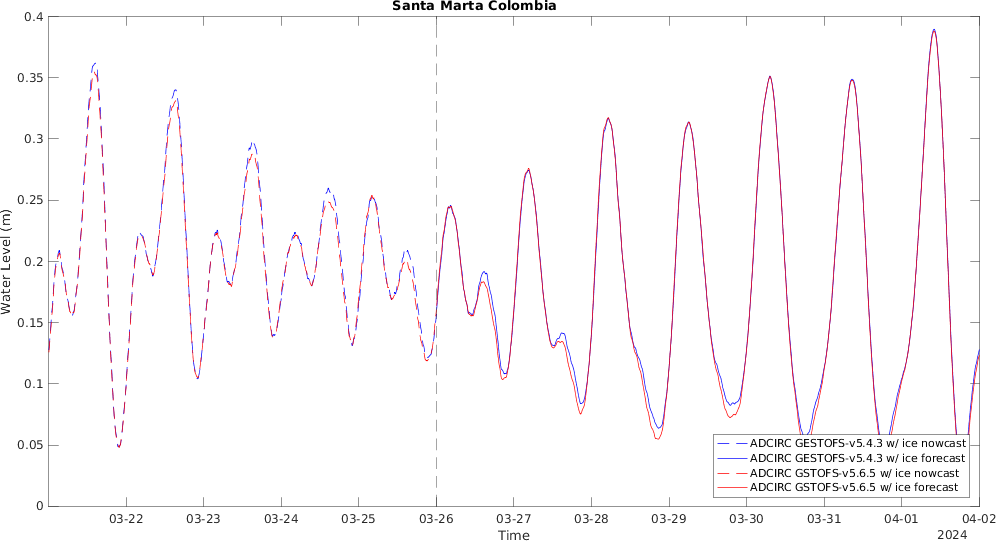 Santa Marta Colombia
0.4
0.35
0.3
0.25
0.2
0.15
0.1
0.05
0
Water Level (m)
ADCIRC GESTOFS-v5.4.3 w/ ice nowcast
ADCIRC GESTOFS-v5.4.3 w/ ice forecast
ADCIRC GSTOFS-v5.6.5 w/ ice nowcast
ADCIRC GSTOFS-v5.6.5 w/ ice forecast
03-22 03-23 03-24 03-25 03-26 03-27 03-28 03-29 03-30 03-31 04-01 04-02
Time
2024